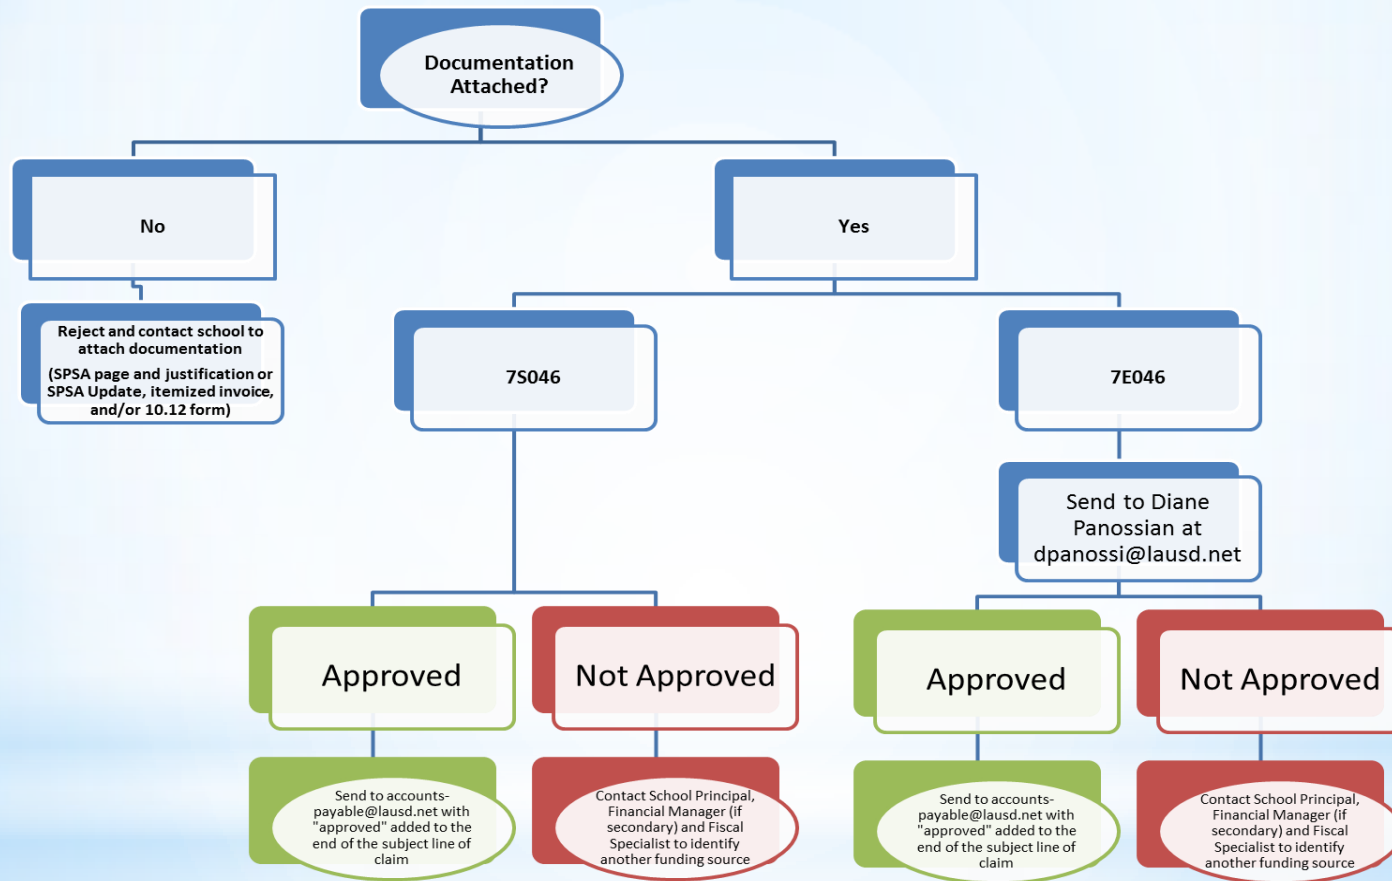 Documentation
Attached?
No
Yes
Reject and contact school to
attach documentation
(SPSA page and justification or
SPSA Update, itemized invoice,
and/or 10.12 form)
7S046
7E046
Send to Diane
Panossian at
dpanossi@lausd.net
Approved
Not Approved
Approved
Not Approved
Send to accounts-
payable@lausd.net with
"approved" added to the
end of the subject line of
claim
Contact School Principal,
Financial Manager (if
secondary) and Fiscal
Specialist to identify
another funding source
Send to accounts-
payable@lausd.net with
"approved" added to the
end of the subject line of
claim
Contact School Principal,
Financial Manager (if
secondary) and Fiscal
Specialist to identify
another funding source